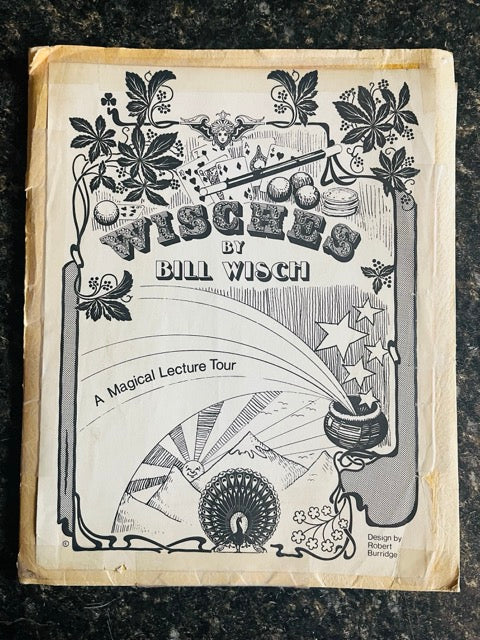 WISCHES
BY
BILL WISCH
A Magical Lecture Tour
©
Design by
Robert
Burridge